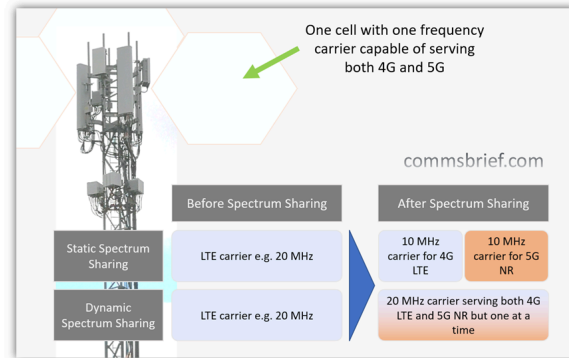 One cell with one frequency
carrier capable of serving
both 4G and 5G
commsbrief.com
Before Spectrum Sharing
After Spectrum Sharing
Static Spectrum
Sharing
LTE carrier e.g. 20 MHz
10 MHz
carrier for 4G
LTE
10 MHz
carrier for 5G
NR
Dynamic
Spectrum Sharing
LTE carrier e.g. 20 MHz
20 MHz carrier serving both 4G
LTE and 5G NR but one at a
time